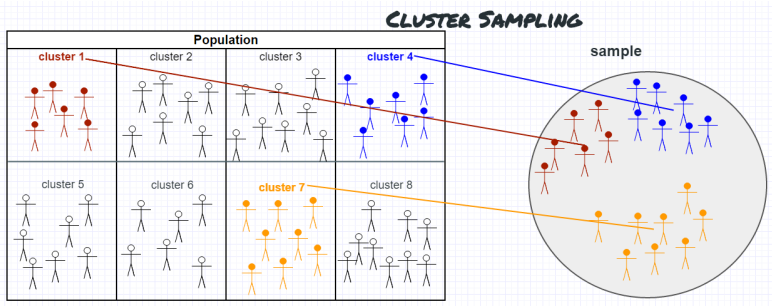 CLUSTER SAMPLING
Population
sample
cluster 1
cluster 2
cluster 3
cluster 4
cluster 5
cluster 6
cluster 7
cluster 8